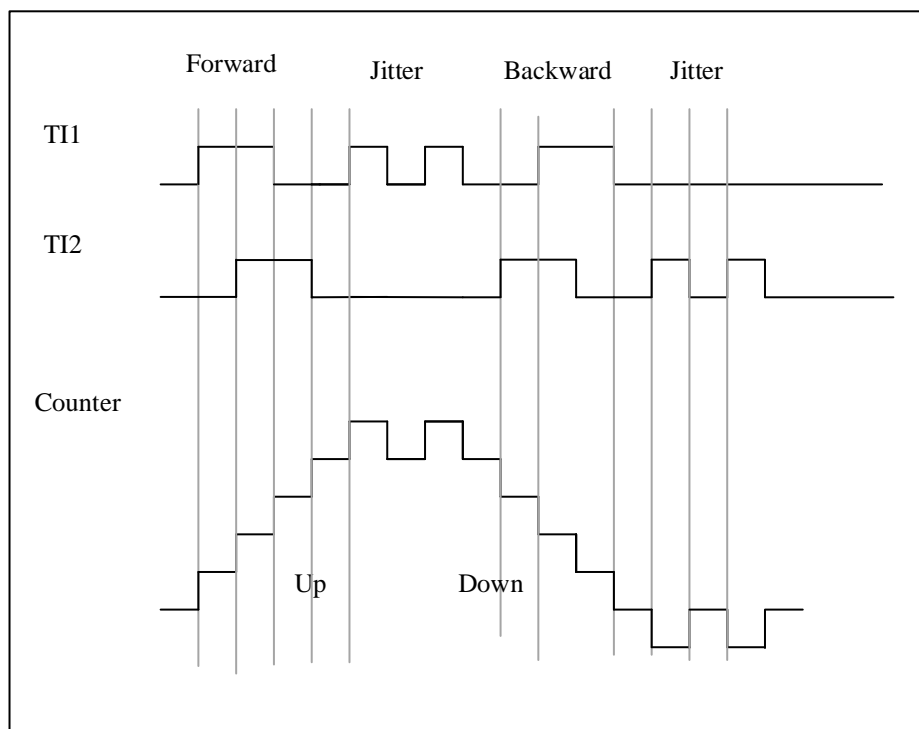 Forward
Jitter
Backward
Jitter
TI1
TI2
Counter
Up
Down